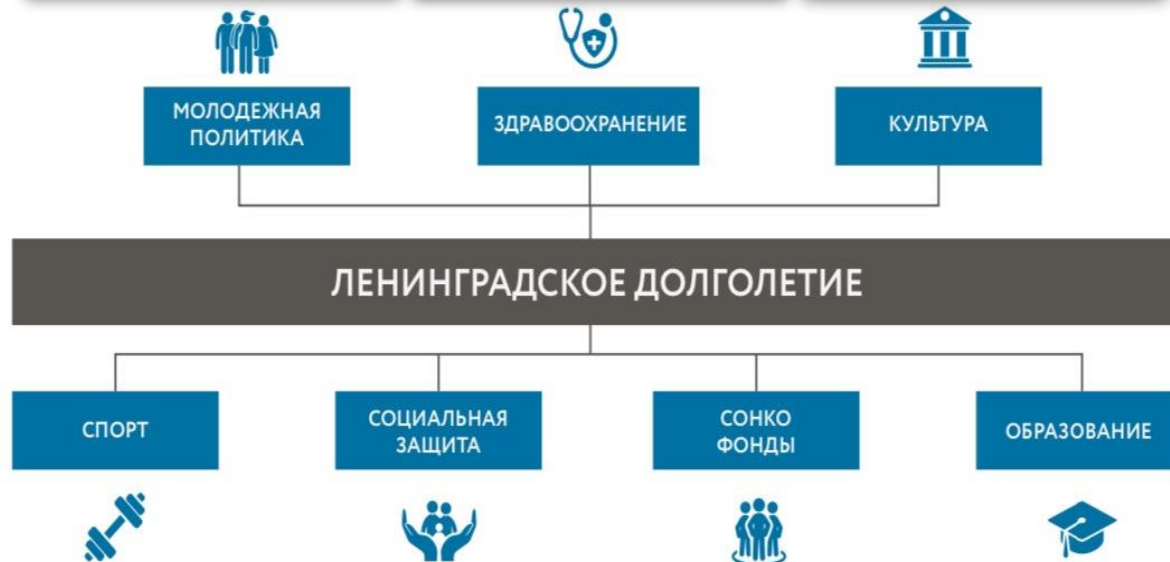 МОЛОДЕЖНАЯ
ПОЛИТИКА
ЗДРАВООХРАНЕНИЕ
КУЛЬТУРА
ЛЕНИНГРАДСКОЕ ДОЛГОЛЕТИЕ
СПОРТ
СОЦИАЛЬНАЯ
ЗАЩИТА
СОНКО
ФОНДЫ
ОБРАЗОВАНИЕ